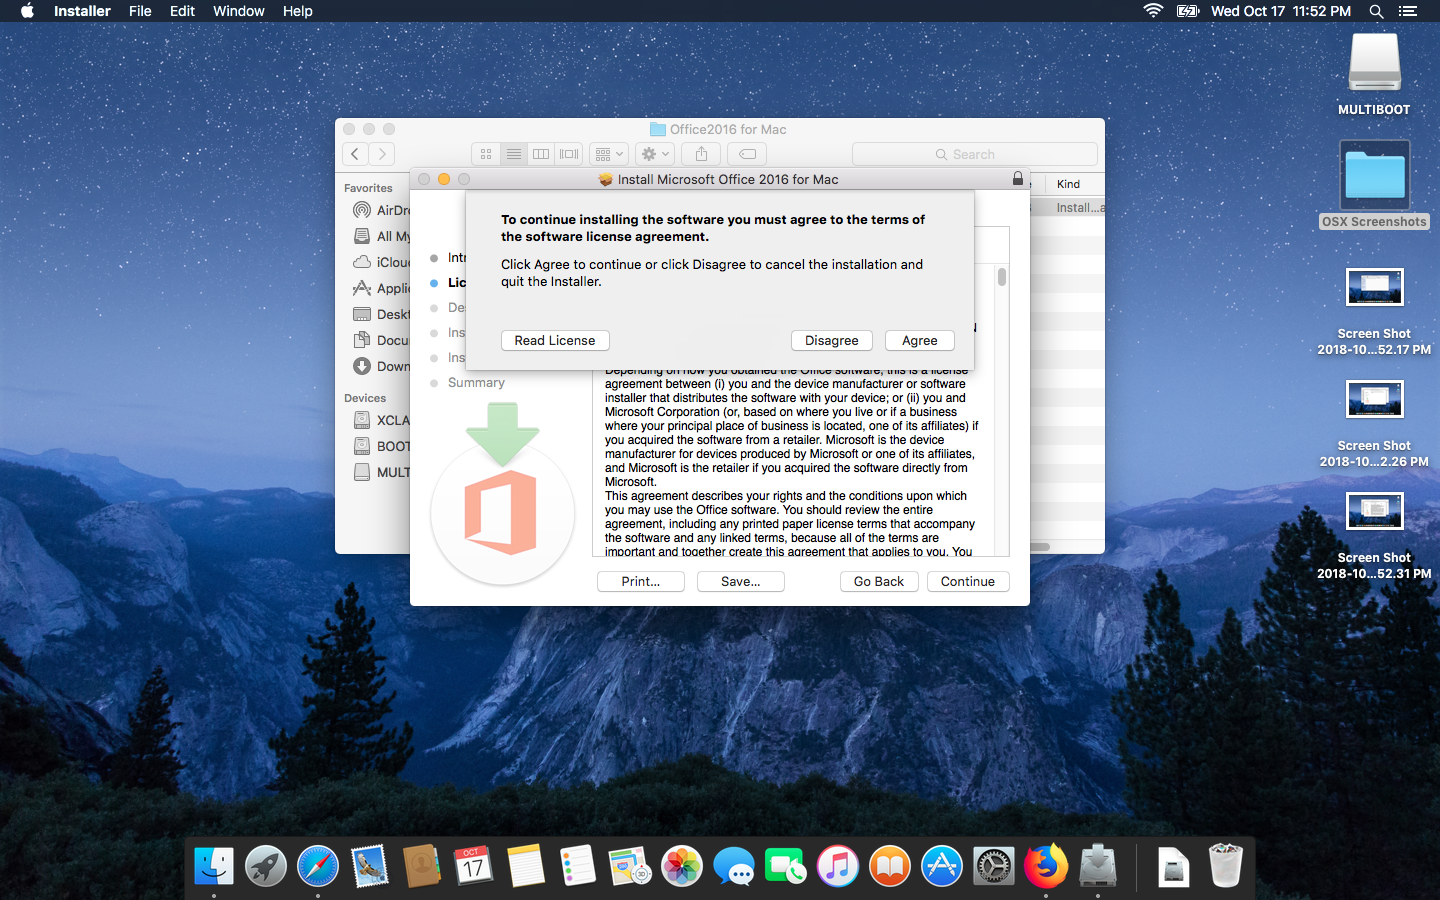 Installer File Edit Window Help
Wed Oct 17 11:52 PM
MULTIBOOT
OSX Screenshots
Screen Shot
2018-10...52.17 PM
Screen Shot
2018-10...2.26 PM
Screen Shot
2018-10...52.31 PM
Office2016 for Mac
Search
Favorites
AirDro
All My
iCloud
Applic
Deskt
Docu
Down
Devices
XCLA
BOOT
MULT
Kind
Install...a
Install Microsoft Office 2016 for Mac
To continue installing the software you must agree to the terms of
the software license agreement.
Click Agree to continue or click Disagree to cancel the installation and
quit the Installer.
Read License Disagree Agree
Intr
Lic
Des
Ins
Ins
Summary
N
Depending on how you obtained the Office software, this is a license
agreement between (i) you and the device manufacturer or software
installer that distributes the software with your device; or (ii) you and
Microsoft Corporation (or, based on where you live or if a business
where your principal place of business is located, one of its affiliates) if
you acquired the software from a retailer. Microsoft is the device
manufacturer for devices produced by Microsoft or one of its affiliates,
and Microsoft is the retailer if you acquired the software directly from
Microsoft.
This agreement describes your rights and the conditions upon which
you may use the Office software. You should review the entire
agreement, including any printed paper license terms that accompany
the software and any linked terms, because all of the terms are
important and together create this agreement that applies to you. You
Print... Save... Go Back Continue
OCT
17
3D